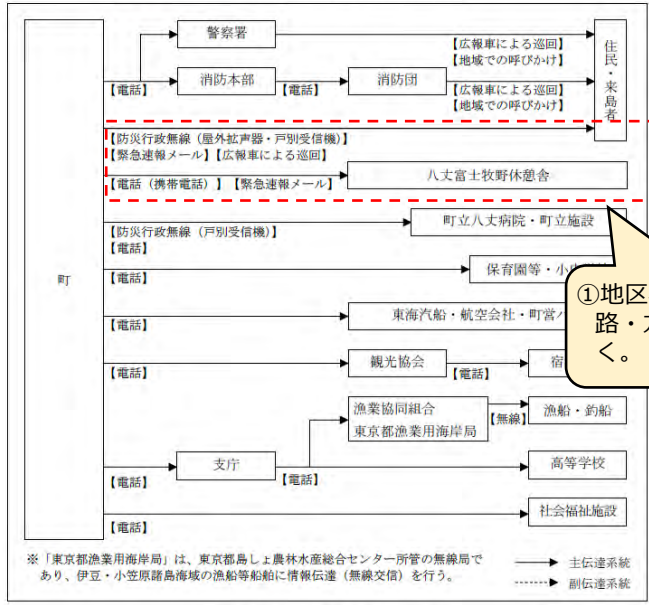 警察署
【広報車による巡回】
【地域での呼びかけ】
住民・来島者
消防本部
消防団
【電話】
【電話】
【広報車による巡回】
【地域での呼びかけ】
【防災行政無線（屋外拡声器・戸別受信機）】
【緊急速報メール】【広報車による巡回】
八丈富士牧野休憩舎
【電話（携帯電話）】【緊急速報メール】
町立八丈病院・町立施設
【防災行政無線（戸別受信機）】
【電話】
町
保育園等・小
【電話】
①地区
路・
く。
東海汽船・航空会社・町営
【電話】
観光協会
宿
【電話】
【電話】
漁業協同組合
東京都漁業用海岸局
【無線】
漁船・釣船
支庁
高等学校
【電話】
【電話】
社会福祉施設
【電話】
※「東京都漁業用海岸局」は、東京都島しょ農林水産総合センター所管の無線局で
あり、伊豆・小笠原諸島海域の漁船等船舶に情報伝達（無線交信）を行う。
主伝達系統
副伝達系統